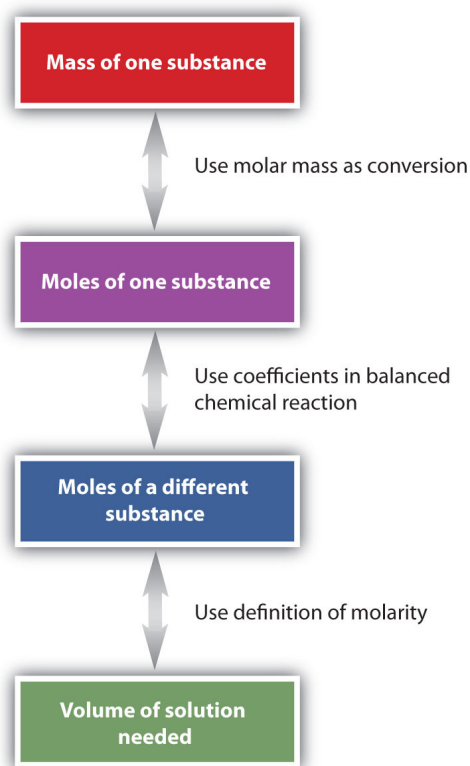 Mass of one substance
Use molar mass as conversion
Moles of one substance
Use coefficients in balanced
chemical reaction
Moles of a different
substance
Use definition of molarity
Volume of solution
needed